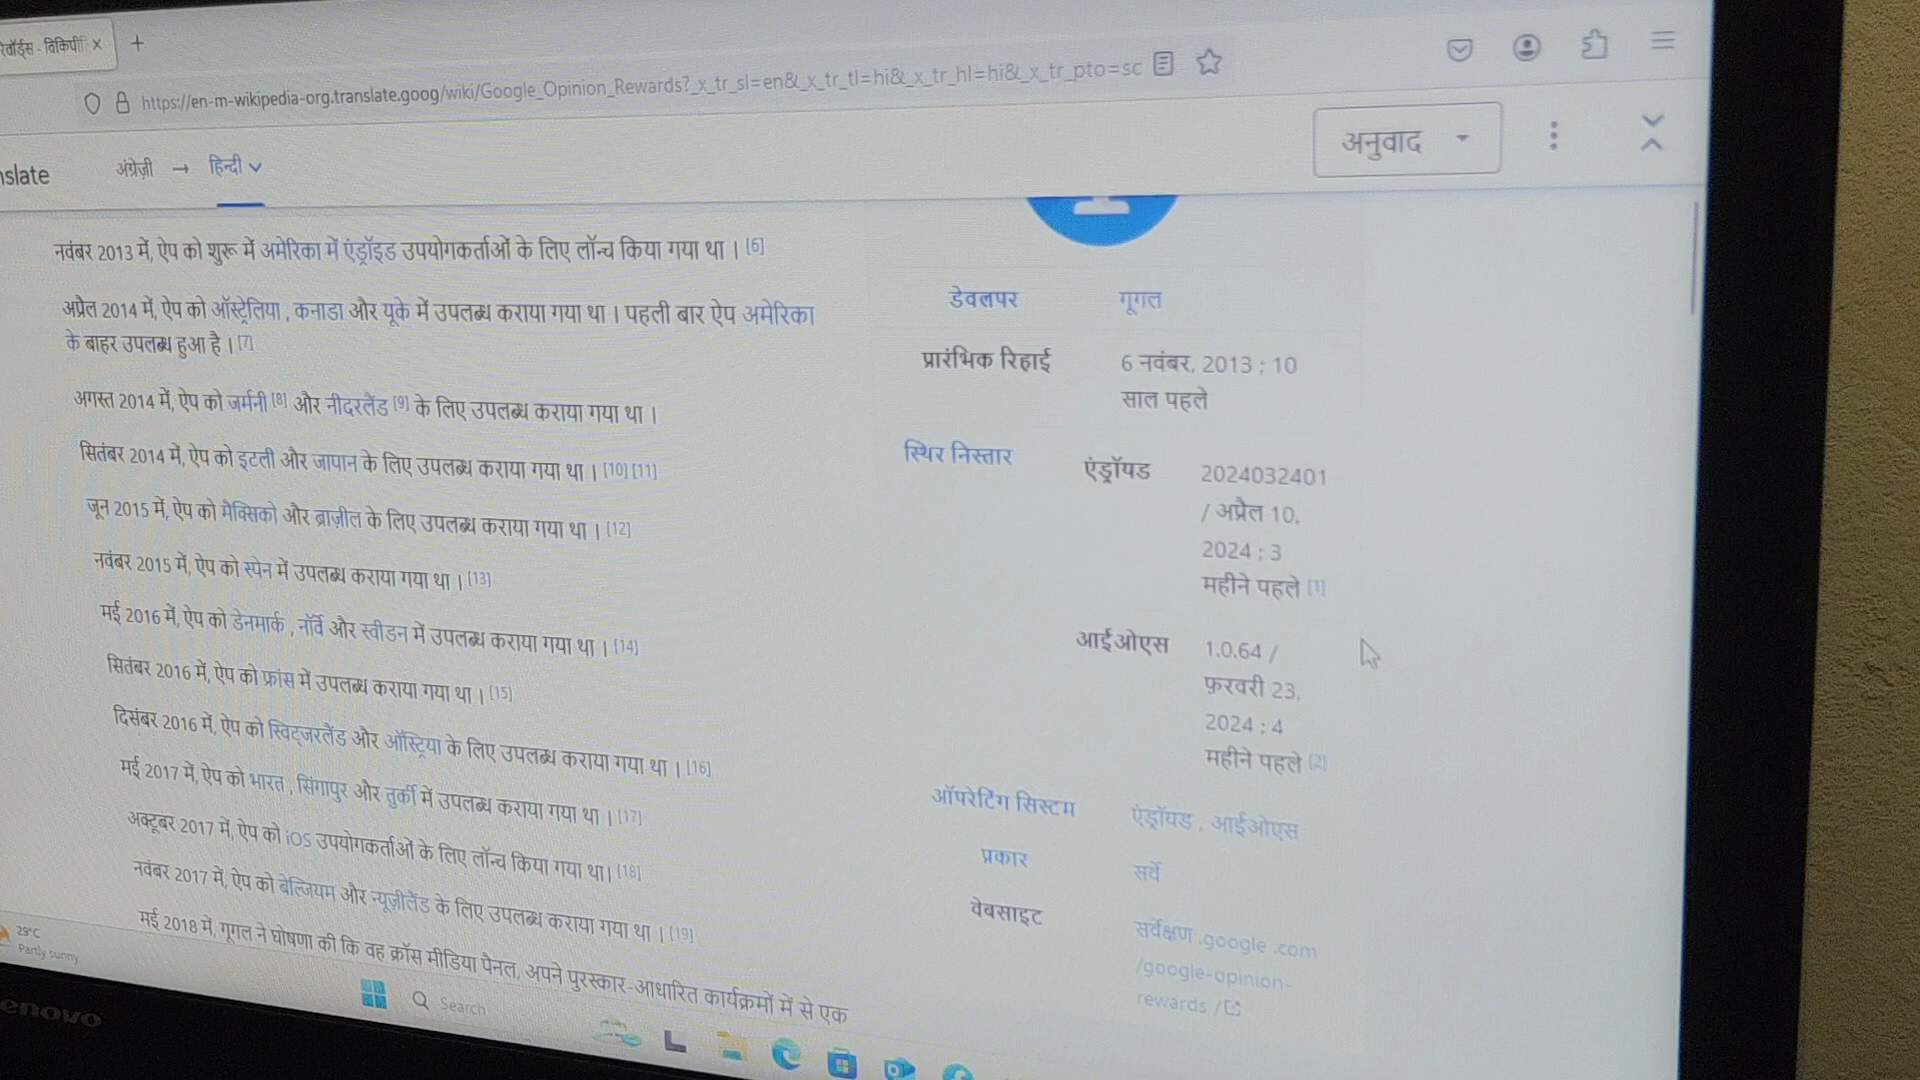 रिवॉर्ड्स - विकिपीडि
https://en-m-wikipedia-org.translate.goog/wiki/Google_Opinion_Rewards?_x_tr_sl=en&_x_tr_tl=hi&_x_tr_hl=hi&_x_tr_pto=sc
nslate अंग्रेज़ी → हिन्दी अनुवाद
नवंबर 2013 में, ऐप को शुरू में अमेरिका में एंड्रॉइड उपयोगकर्ताओं के लिए लॉन्च किया गया था । [6]
अप्रैल 2014 में, ऐप को ऑस्ट्रेलिया , कनाडा और यूके में उपलब्ध कराया गया था । पहली बार ऐप अमेरिका
के बाहर उपलब्ध हुआ है । [7]
अगस्त 2014 में, ऐप को जर्मनी [8] और नीदरलैंड [9] के लिए उपलब्ध कराया गया था ।
सितंबर 2014 में, ऐप को इटली और जापान के लिए उपलब्ध कराया गया था । [10] [11]
जून 2015 में, ऐप को मैक्सिको और ब्राज़ील के लिए उपलब्ध कराया गया था । [12]
नवंबर 2015 में, ऐप को स्पेन में उपलब्ध कराया गया था । [13]
मई 2016 में, ऐप को डेनमार्क , नॉर्वे और स्वीडन में उपलब्ध कराया गया था । [14]
सितंबर 2016 में, ऐप को फ्रांस में उपलब्ध कराया गया था । [15]
दिसंबर 2016 में, ऐप को स्विट्जरलैंड और ऑस्ट्रिया के लिए उपलब्ध कराया गया था । [16]
मई 2017 में, ऐप को भारत , सिंगापुर और तुर्की में उपलब्ध कराया गया था । [17]
अक्टूबर 2017 में, ऐप को iOS उपयोगकर्ताओं के लिए लॉन्च किया गया था। [18]
नवंबर 2017 में, ऐप को बेल्जियम और न्यूज़ीलैंड के लिए उपलब्ध कराया गया था । [19]
मई 2018 में, गूगल ने घोषणा की कि वह क्रॉस मीडिया पैनल, अपने पुरस्कार-आधारित कार्यक्रमों में से एक
डेवलपर गूगल
प्रारंभिक रिहाई 6 नवंबर, 2013 ; 10
साल पहले
स्थिर निस्तार एंड्रॉयड 2024032401
/ अप्रैल 10,
2024 ; 3
महीने पहले [1]
आईओएस 1.0.64 /
फ़रवरी 23,
2024 ; 4
महीने पहले [2]
ऑपरेटिंग सिस्टम एंड्रॉयड , आईओएस
प्रकार सर्वे
वेबसाइट सर्वेक्षण .google .com
/google-opinion-
rewards /
29°C
Partly sunny
Search
enovo